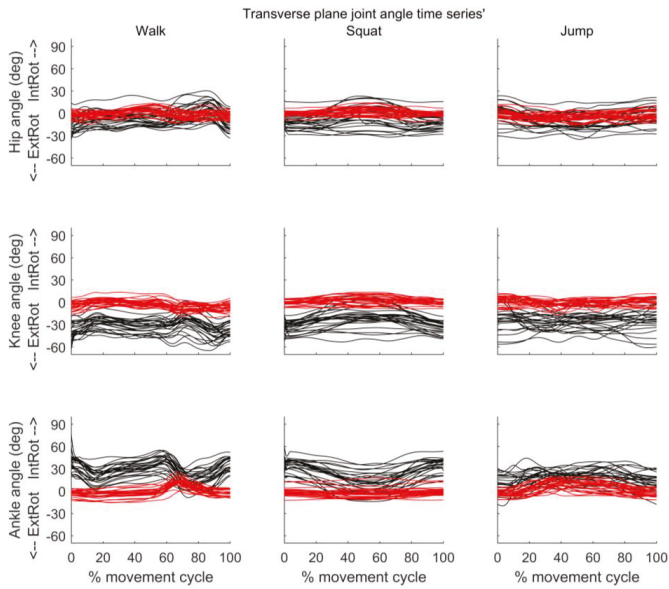 Transverse plane joint angle time series'
Walk Squat Jump
Hip angle (deg)
<-- ExtRot IntRot -->
90
60
30
0
-30
-60
Knee angle (deg)
<-- ExtRot IntRot -->
90
60
30
0
-30
-60
Ankle angle (deg)
<-- ExtRot IntRot -->
90
60
30
0
-30
-60
0 20 40 60 80 100 0 20 40 60 80 100 0 20 40 60 80 100
% movement cycle % movement cycle % movement cycle